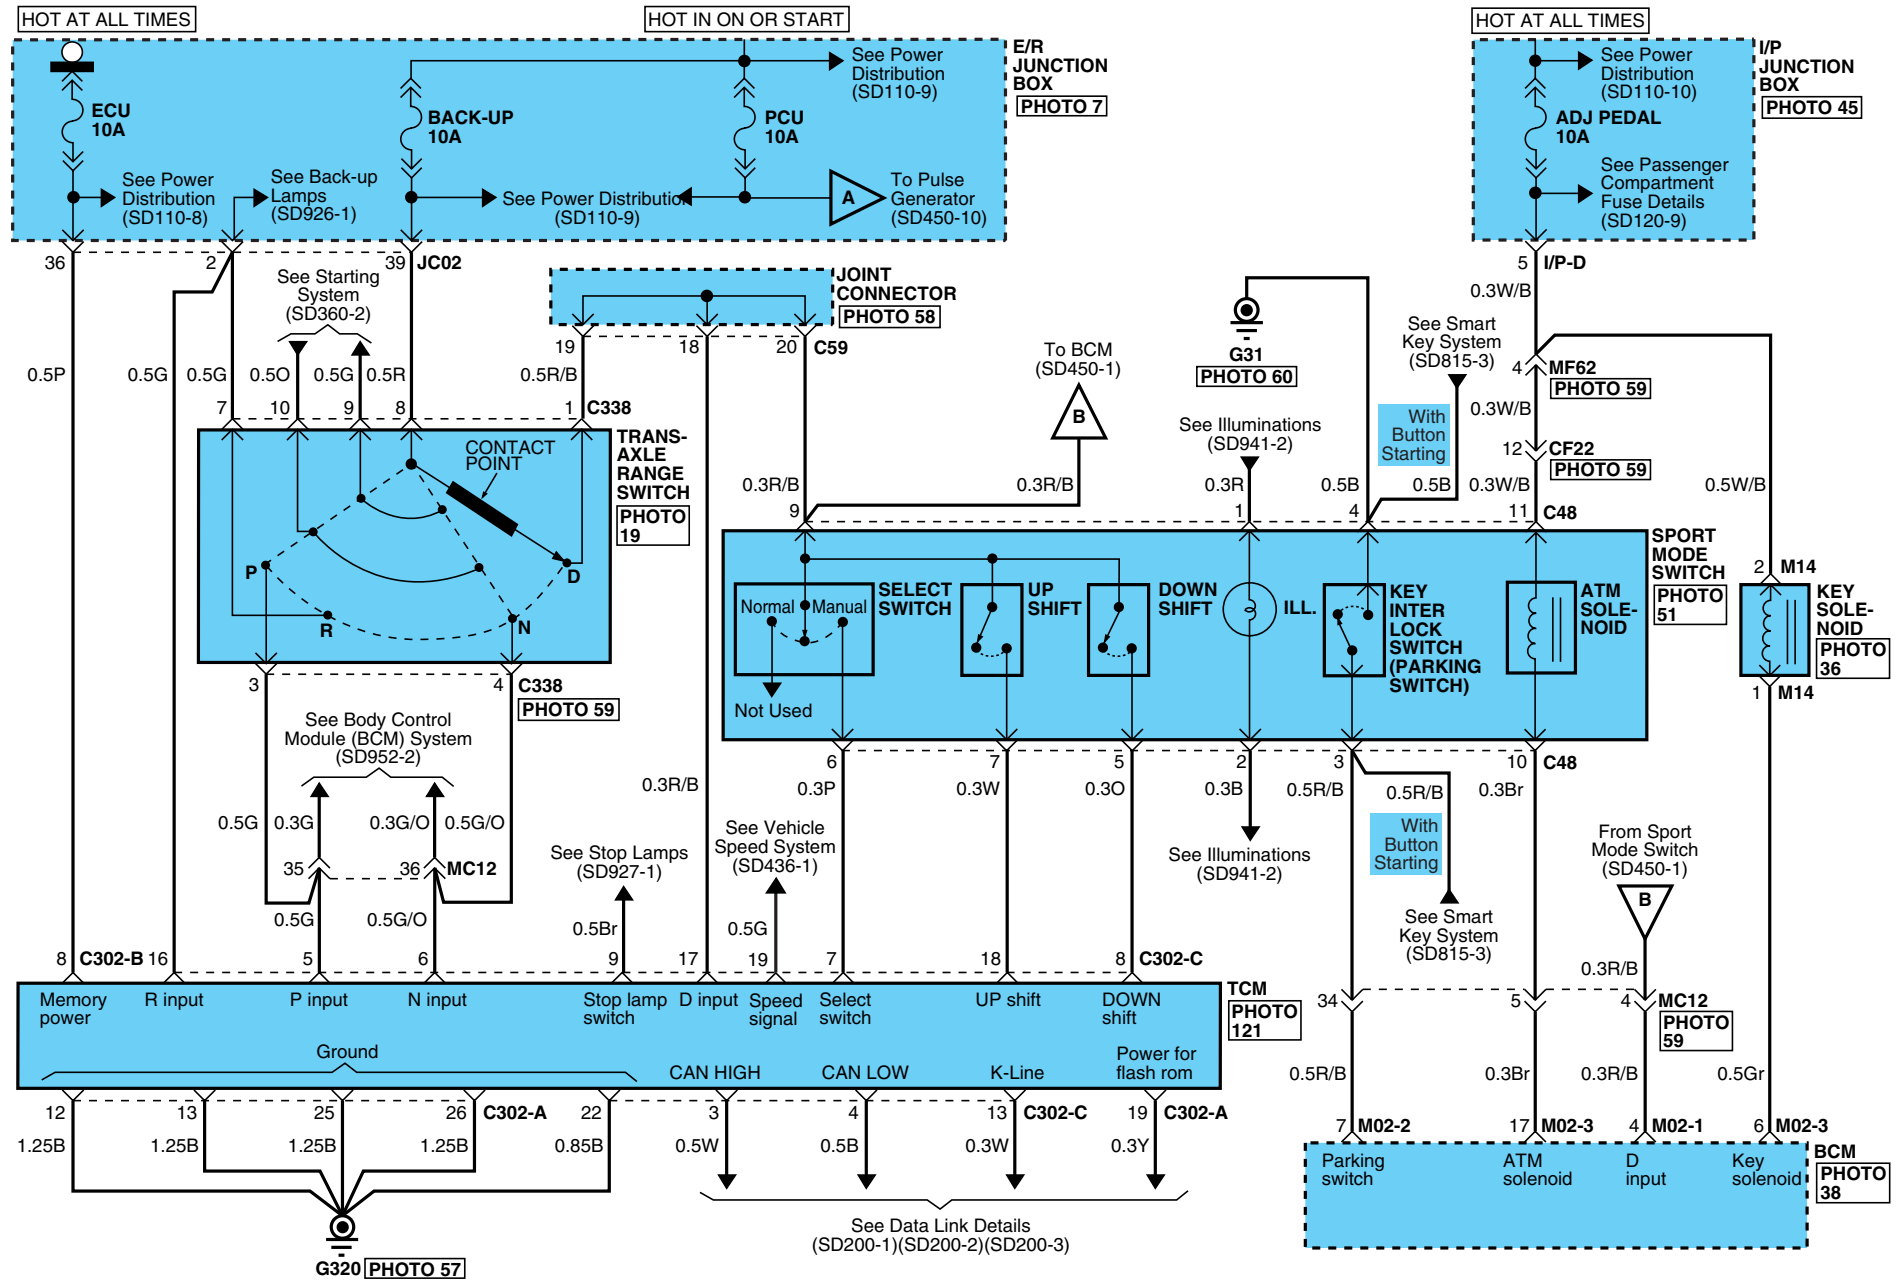 HOT AT ALL TIMES
HOT IN ON OR START
HOT AT ALL TIMES
E/R
JUNCTION
BOX
PHOTO 7
I/P
JUNCTION
BOX
PHOTO 45
ECU
10A
BACK-UP
10A
PCU
10A
See Power
Distribution
(SD110-9)
See Power
Distribution
(SD110-10)
ADJ PEDAL
10A
See Power
Distribution
(SD110-8)
See Back-up
Lamps
(SD926-1)
See Power Distribution
(SD110-9)
A
To Pulse
Generator
(SD450-10)
See Passenger
Compartment
Fuse Details
(SD120-9)
36
2
39
JC02
5
I/P-D
0.3W/B
See Starting
System
(SD360-2)
JOINT
CONNECTOR
PHOTO 58
19
18
20
C59
G31
PHOTO 60
To BCM
(SD450-1)
B
See Smart
Key System
(SD815-3)
4
MF62
PHOTO 59
0.5P
0.5G
0.5G
0.5O
0.5G
0.5R
0.5R/B
0.3W/B
7
10
9
8
1
C338
With
Button
Starting
See Illuminations
(SD941-2)
12
CF22
PHOTO 59
CONTACT
POINT
TRANS-
AXLE
RANGE
SWITCH
PHOTO
19
0.3R/B
0.3R/B
0.3R
0.5B
0.5B
0.3W/B
0.5W/B
9
1
4
11
C48
P
R
N
D
SPORT
MODE
SWITCH
PHOTO
51
SELECT
SWITCH
Normal
Manual
Not Used
UP
SHIFT
DOWN
SHIFT
ILL.
KEY
INTER
LOCK
SWITCH
(PARKING
SWITCH)
ATM
SOLE-
NOID
2
M14
KEY
SOLE-
NOID
PHOTO
36
1
M14
3
4
C338
PHOTO 59
See Body Control
Module (BCM) System
(SD952-2)
6
7
5
2
3
10
C48
0.3R/B
0.3P
0.3W
0.3O
0.3B
0.5R/B
0.5R/B
0.3Br
0.5G
0.3G
0.3G/O
0.5G/O
With
Button
Starting
35
36
MC12
See Stop Lamps
(SD927-1)
See Vehicle
Speed System
(SD436-1)
See Illuminations
(SD941-2)
From Sport
Mode Switch
(SD450-1)
B
0.5G
0.5G/O
0.5Br
0.5G
See Smart
Key System
(SD815-3)
8
C302-B
16
5
6
9
17
19
7
18
8
C302-C
0.3R/B
TCM
PHOTO
121
Memory
power
R input
P input
N input
Stop lamp
switch
D input
Speed
signal
Select
switch
UP shift
DOWN
shift
34
5
4
MC12
PHOTO
59
Ground
CAN HIGH
CAN LOW
K-Line
Power for
flash rom
0.5R/B
0.3Br
0.3R/B
0.5Gr
12
13
25
26
C302-A
22
3
4
13
C302-C
19
C302-A
1.25B
1.25B
1.25B
1.25B
0.85B
0.5W
0.5B
0.3W
0.3Y
7
M02-2
17
M02-3
4
M02-1
6
M02-3
BCM
PHOTO
38
Parking
switch
ATM
solenoid
D
input
Key
solenoid
See Data Link Details
(SD200-1)(SD200-2)(SD200-3)
G320
PHOTO 57